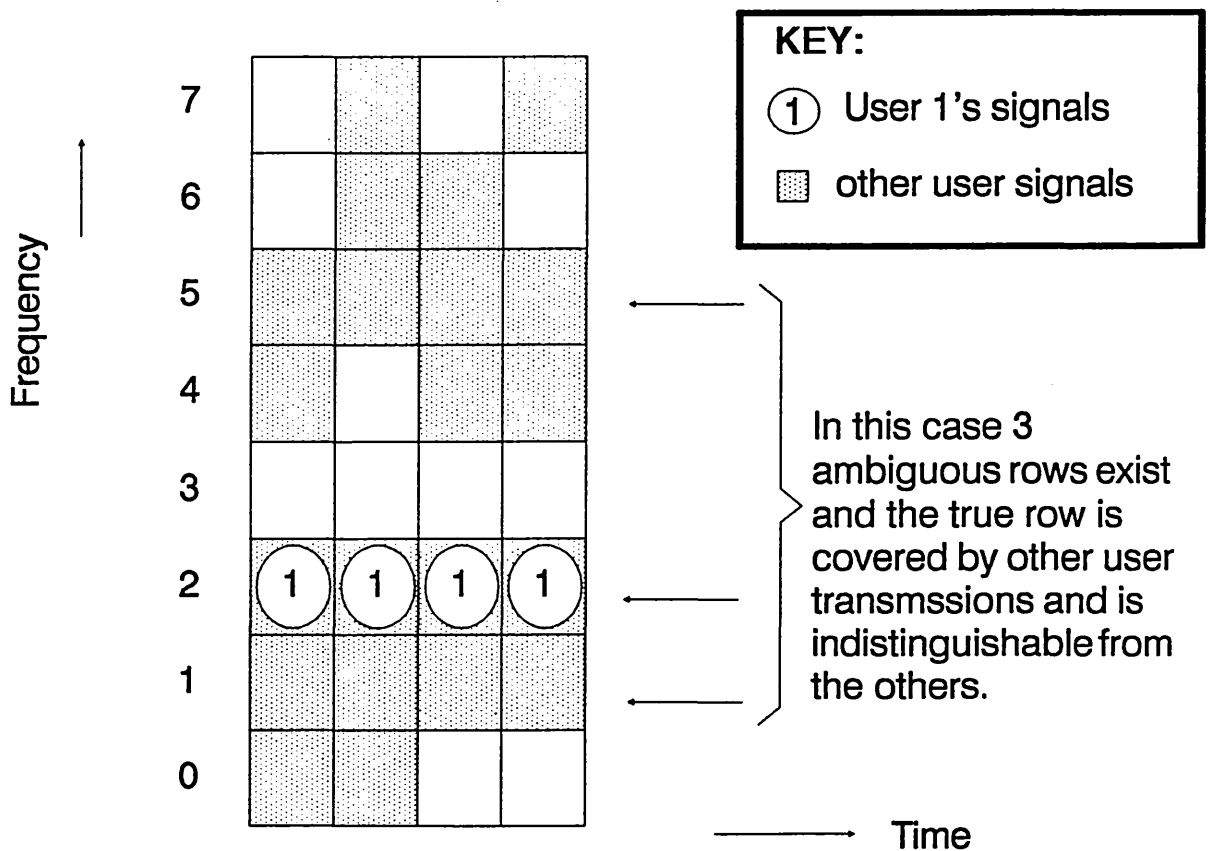 KEY:
1 User 1's signals
other user signals
Frequency
7
6
5
4
3
2
1
0
1 1 1 1
In this case 3
ambiguous rows exist
and the true row is
covered by other user
transmssions and is
indistinguishable from
the others.
Time